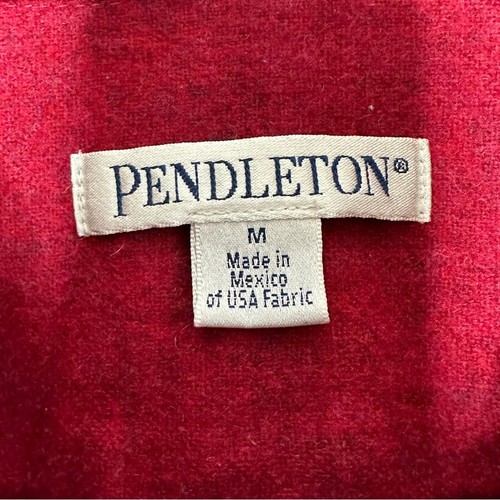 PENDLETON®
M
Made in
Mexico
of USA Fabric